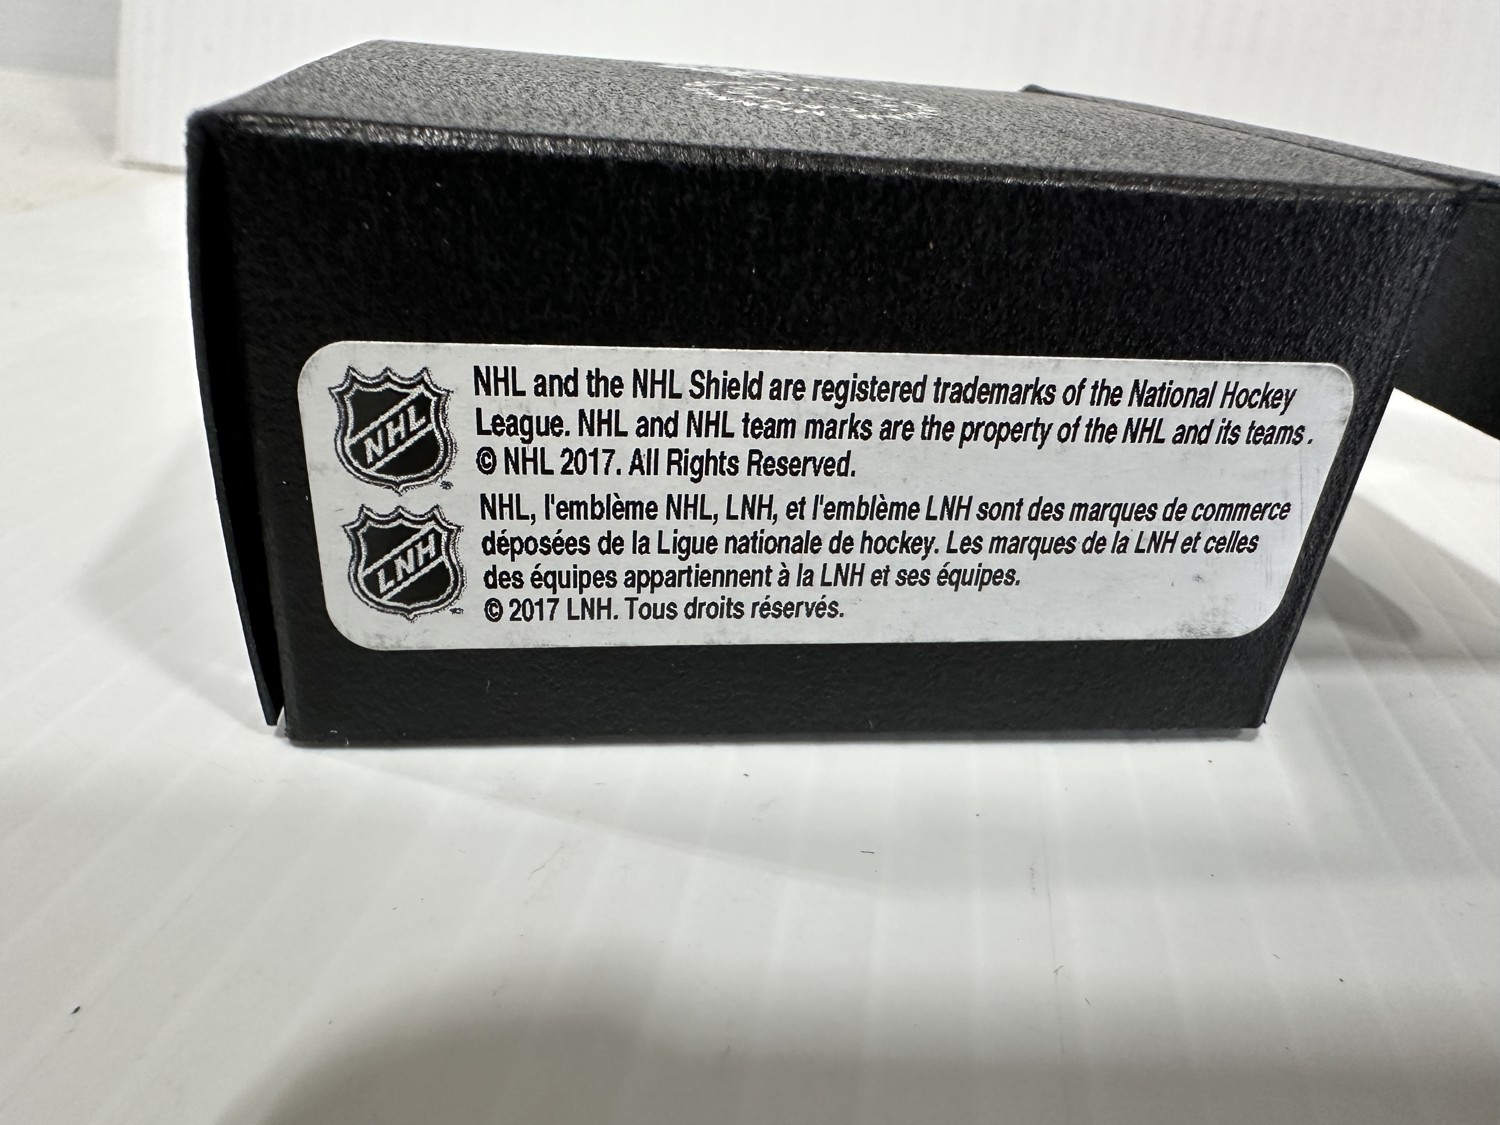 NHL
NHL and the NHL Shield are registered trademarks of the National Hockey
League. NHL and NHL team marks are the property of the NHL and its teams.
© NHL 2017. All Rights Reserved.
LNH
NHL, l'emblème NHL, LNH, et l'emblème LNH sont des marques de commerce
déposées de la Ligue nationale de hockey. Les marques de la LNH et celles
des équipes appartiennent à la LNH et ses équipes.
© 2017 LNH. Tous droits réservés.